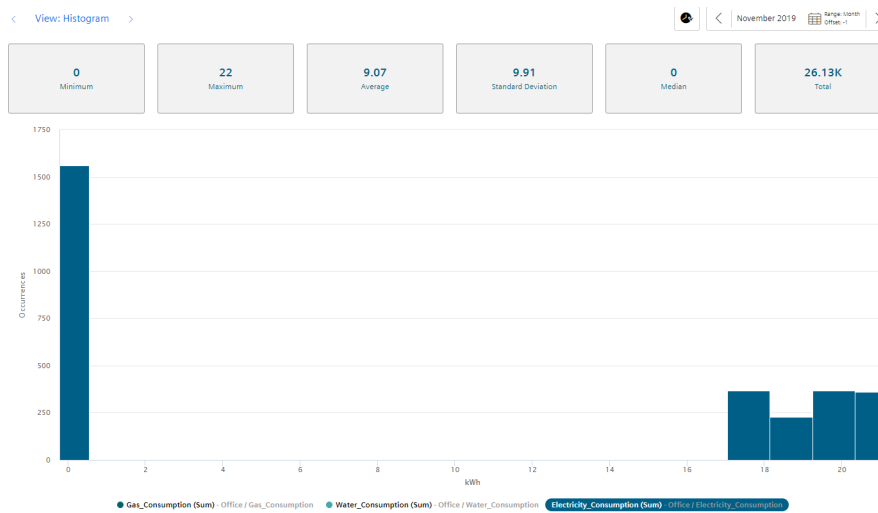 View: Histogram
November 2019
Range: Month
Offset: -1
0
Minimum
22
Maximum
9.07
Average
9.91
Standard Deviation
0
Median
26.13K
Total
1750
1500
1250
1000
750
500
250
0
Occurrences
0 2 4 6 8 10 12 14 16 18 20
kWh
Gas_Consumption (Sum) - Office / Gas_Consumption Water_Consumption (Sum) - Office / Water_Consumption Electricity_Consumption (Sum) - Office / Electricity_Consumption